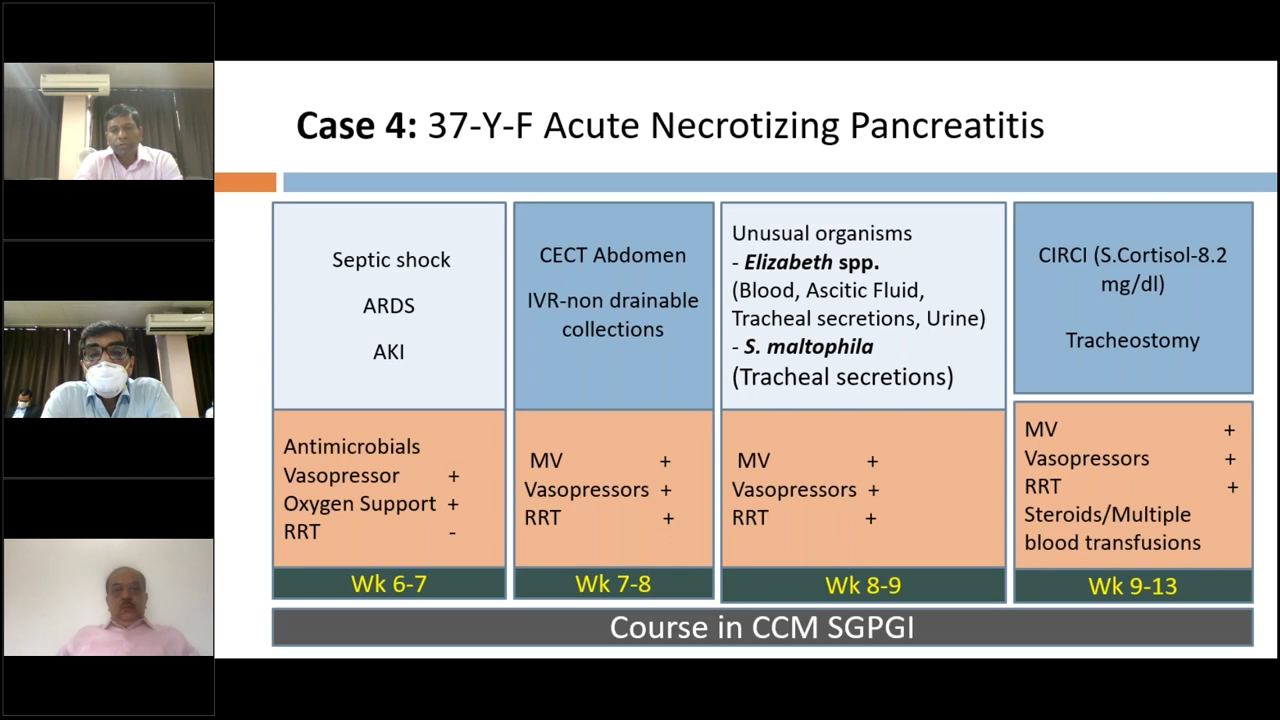 Case 4: 37-Y-F Acute Necrotizing Pancreatitis
Septic shock
ARDS
AKI
Antimicrobials
Vasopressor +
Oxygen Support +
RRT -
Wk 6-7
CECT Abdomen
IVR-non drainable
collections
MV +
Vasopressors +
RRT +
Wk 7-8
Unusual organisms
- Elizabeth spp.
(Blood, Ascitic Fluid,
Tracheal secretions, Urine)
- S. maltophila
(Tracheal secretions)
MV +
Vasopressors +
RRT +
Wk 8-9
CIRCI (S.Cortisol-8.2
mg/dl)
Tracheostomy
MV +
Vasopressors +
RRT +
Steroids/Multiple
blood transfusions
Wk 9-13
Course in CCM SGPGI